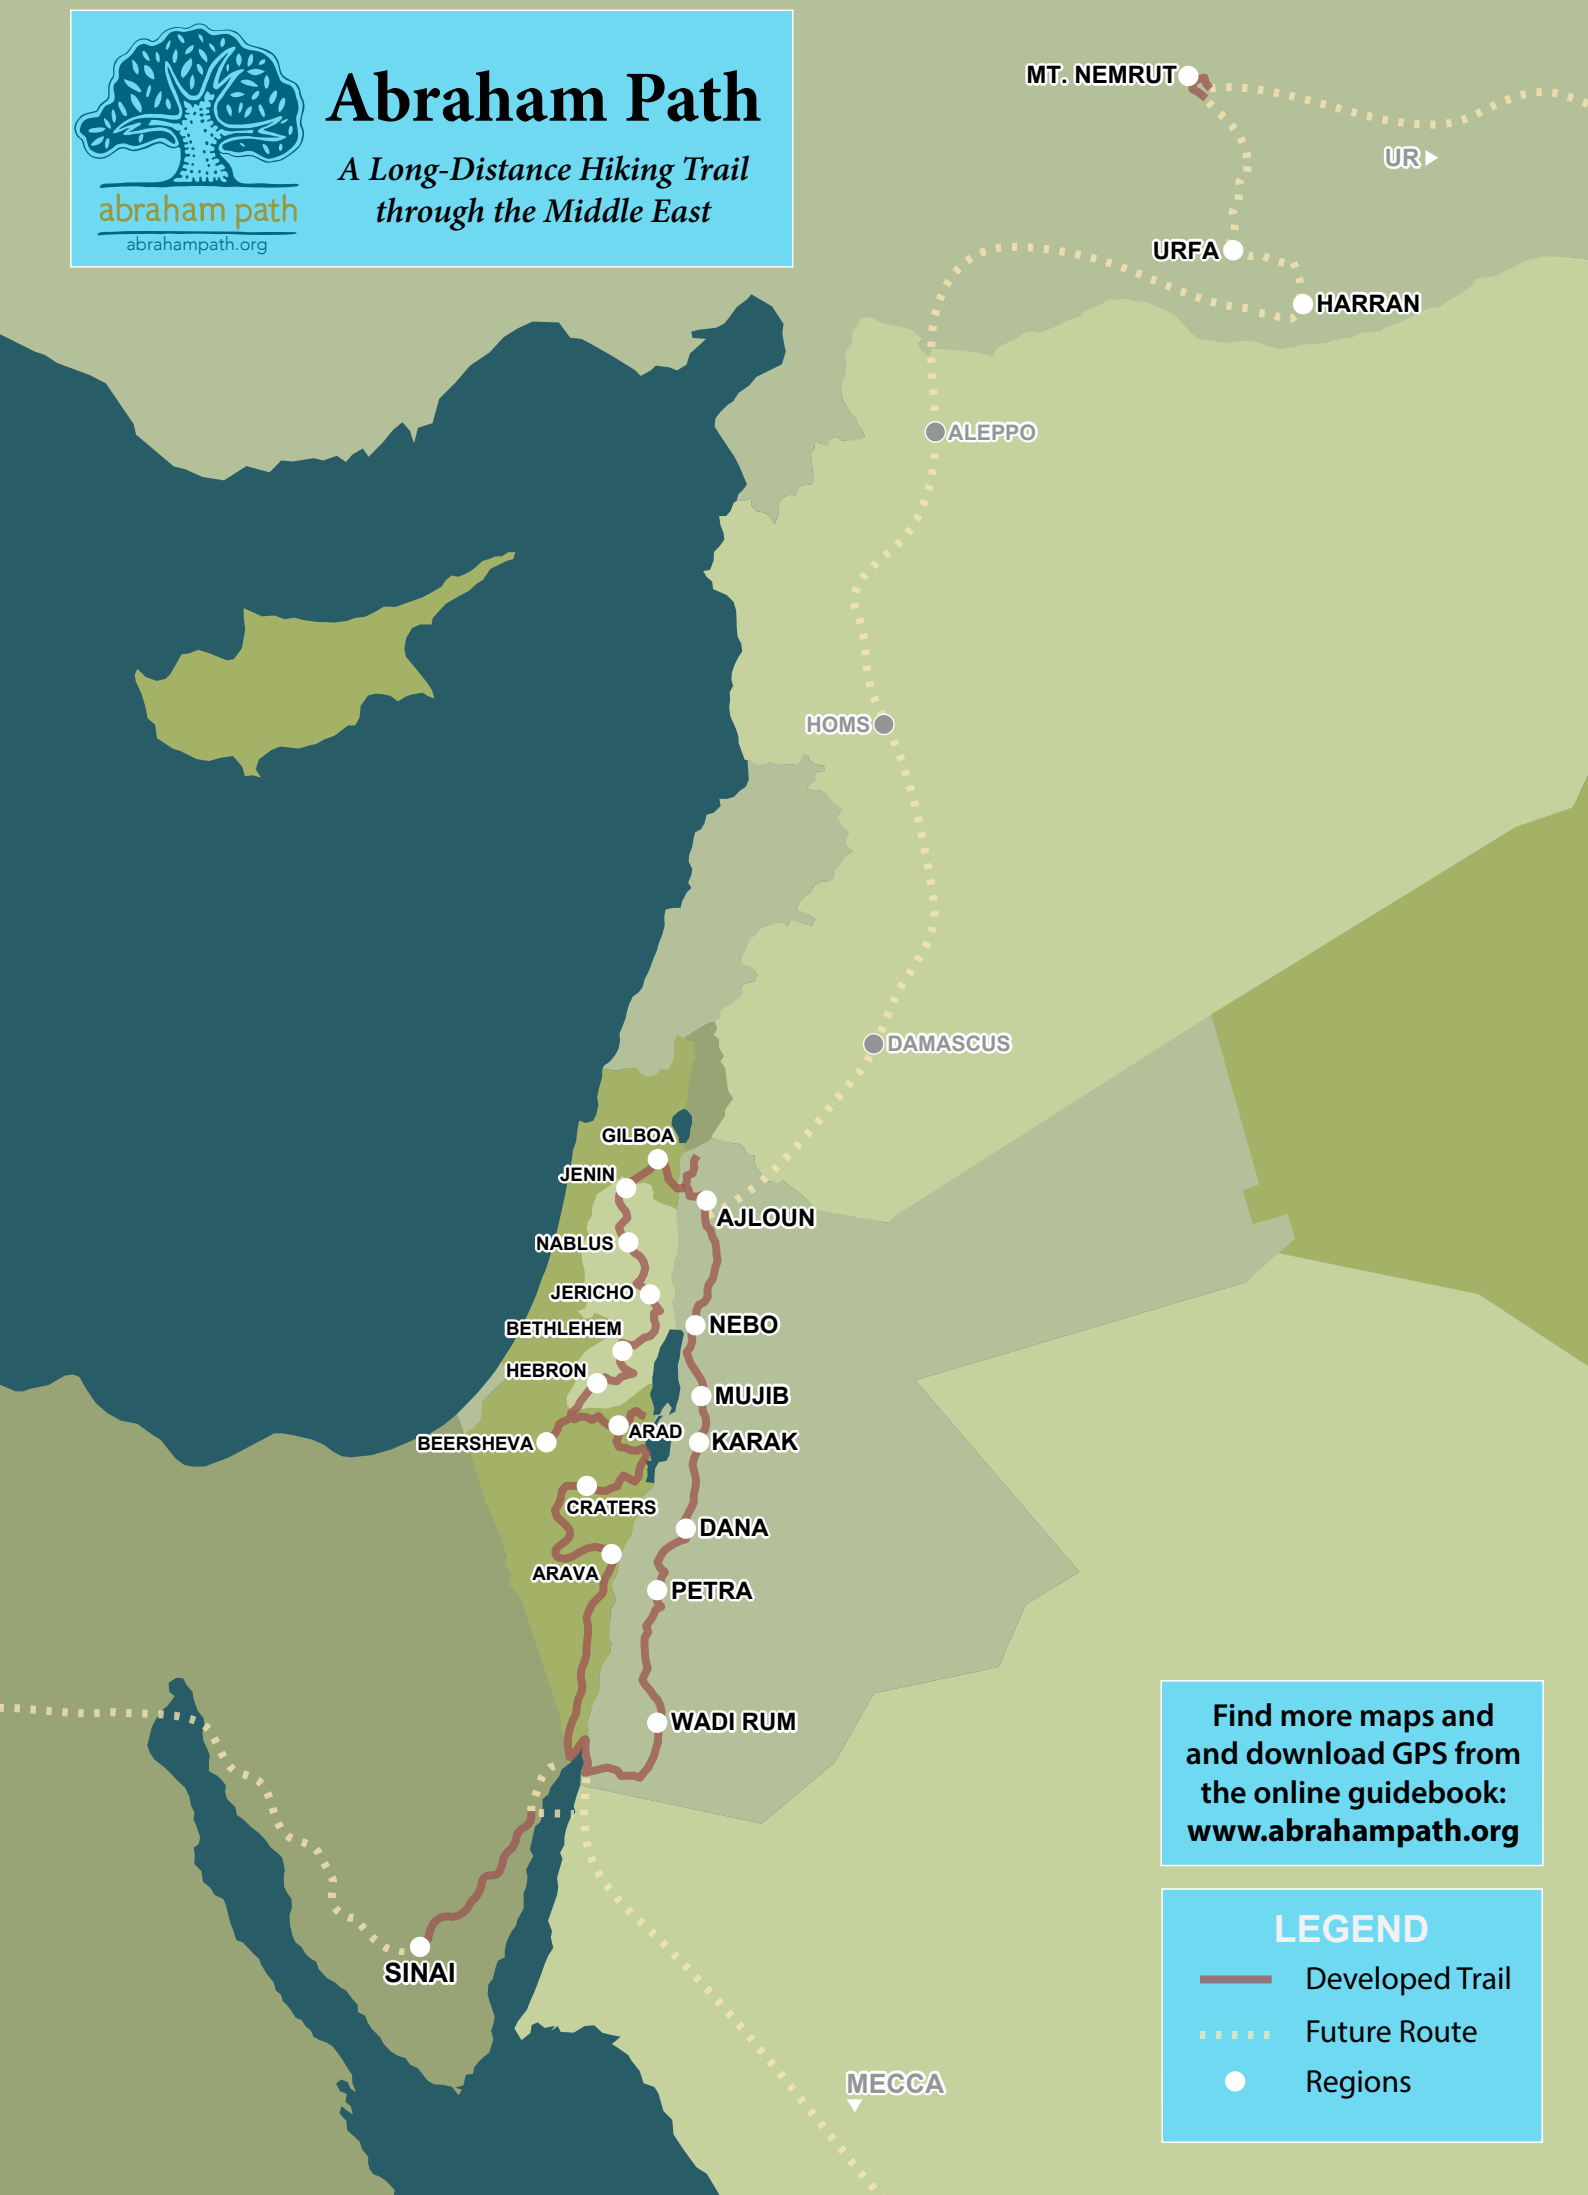 Abraham Path
A Long-Distance Hiking Trail
through the Middle East
abraham path
abrahampath.org
MT. NEMRUT
UR
URFA
HARRAN
ALEPPO
HOMS
DAMASCUS
GILBOA
JENIN
AJLOUN
NABLUS
JERICHO
NEBO
BETHLEHEM
HEBRON
MUJIB
ARAD
BEERSHEVA
KARAK
CRATERS
DANA
ARAVA
PETRA
WADI RUM
SINAI
MECCA
Find more maps and
and download GPS from
the online guidebook:
www.abrahampath.org
LEGEND
Developed Trail
Future Route
Regions